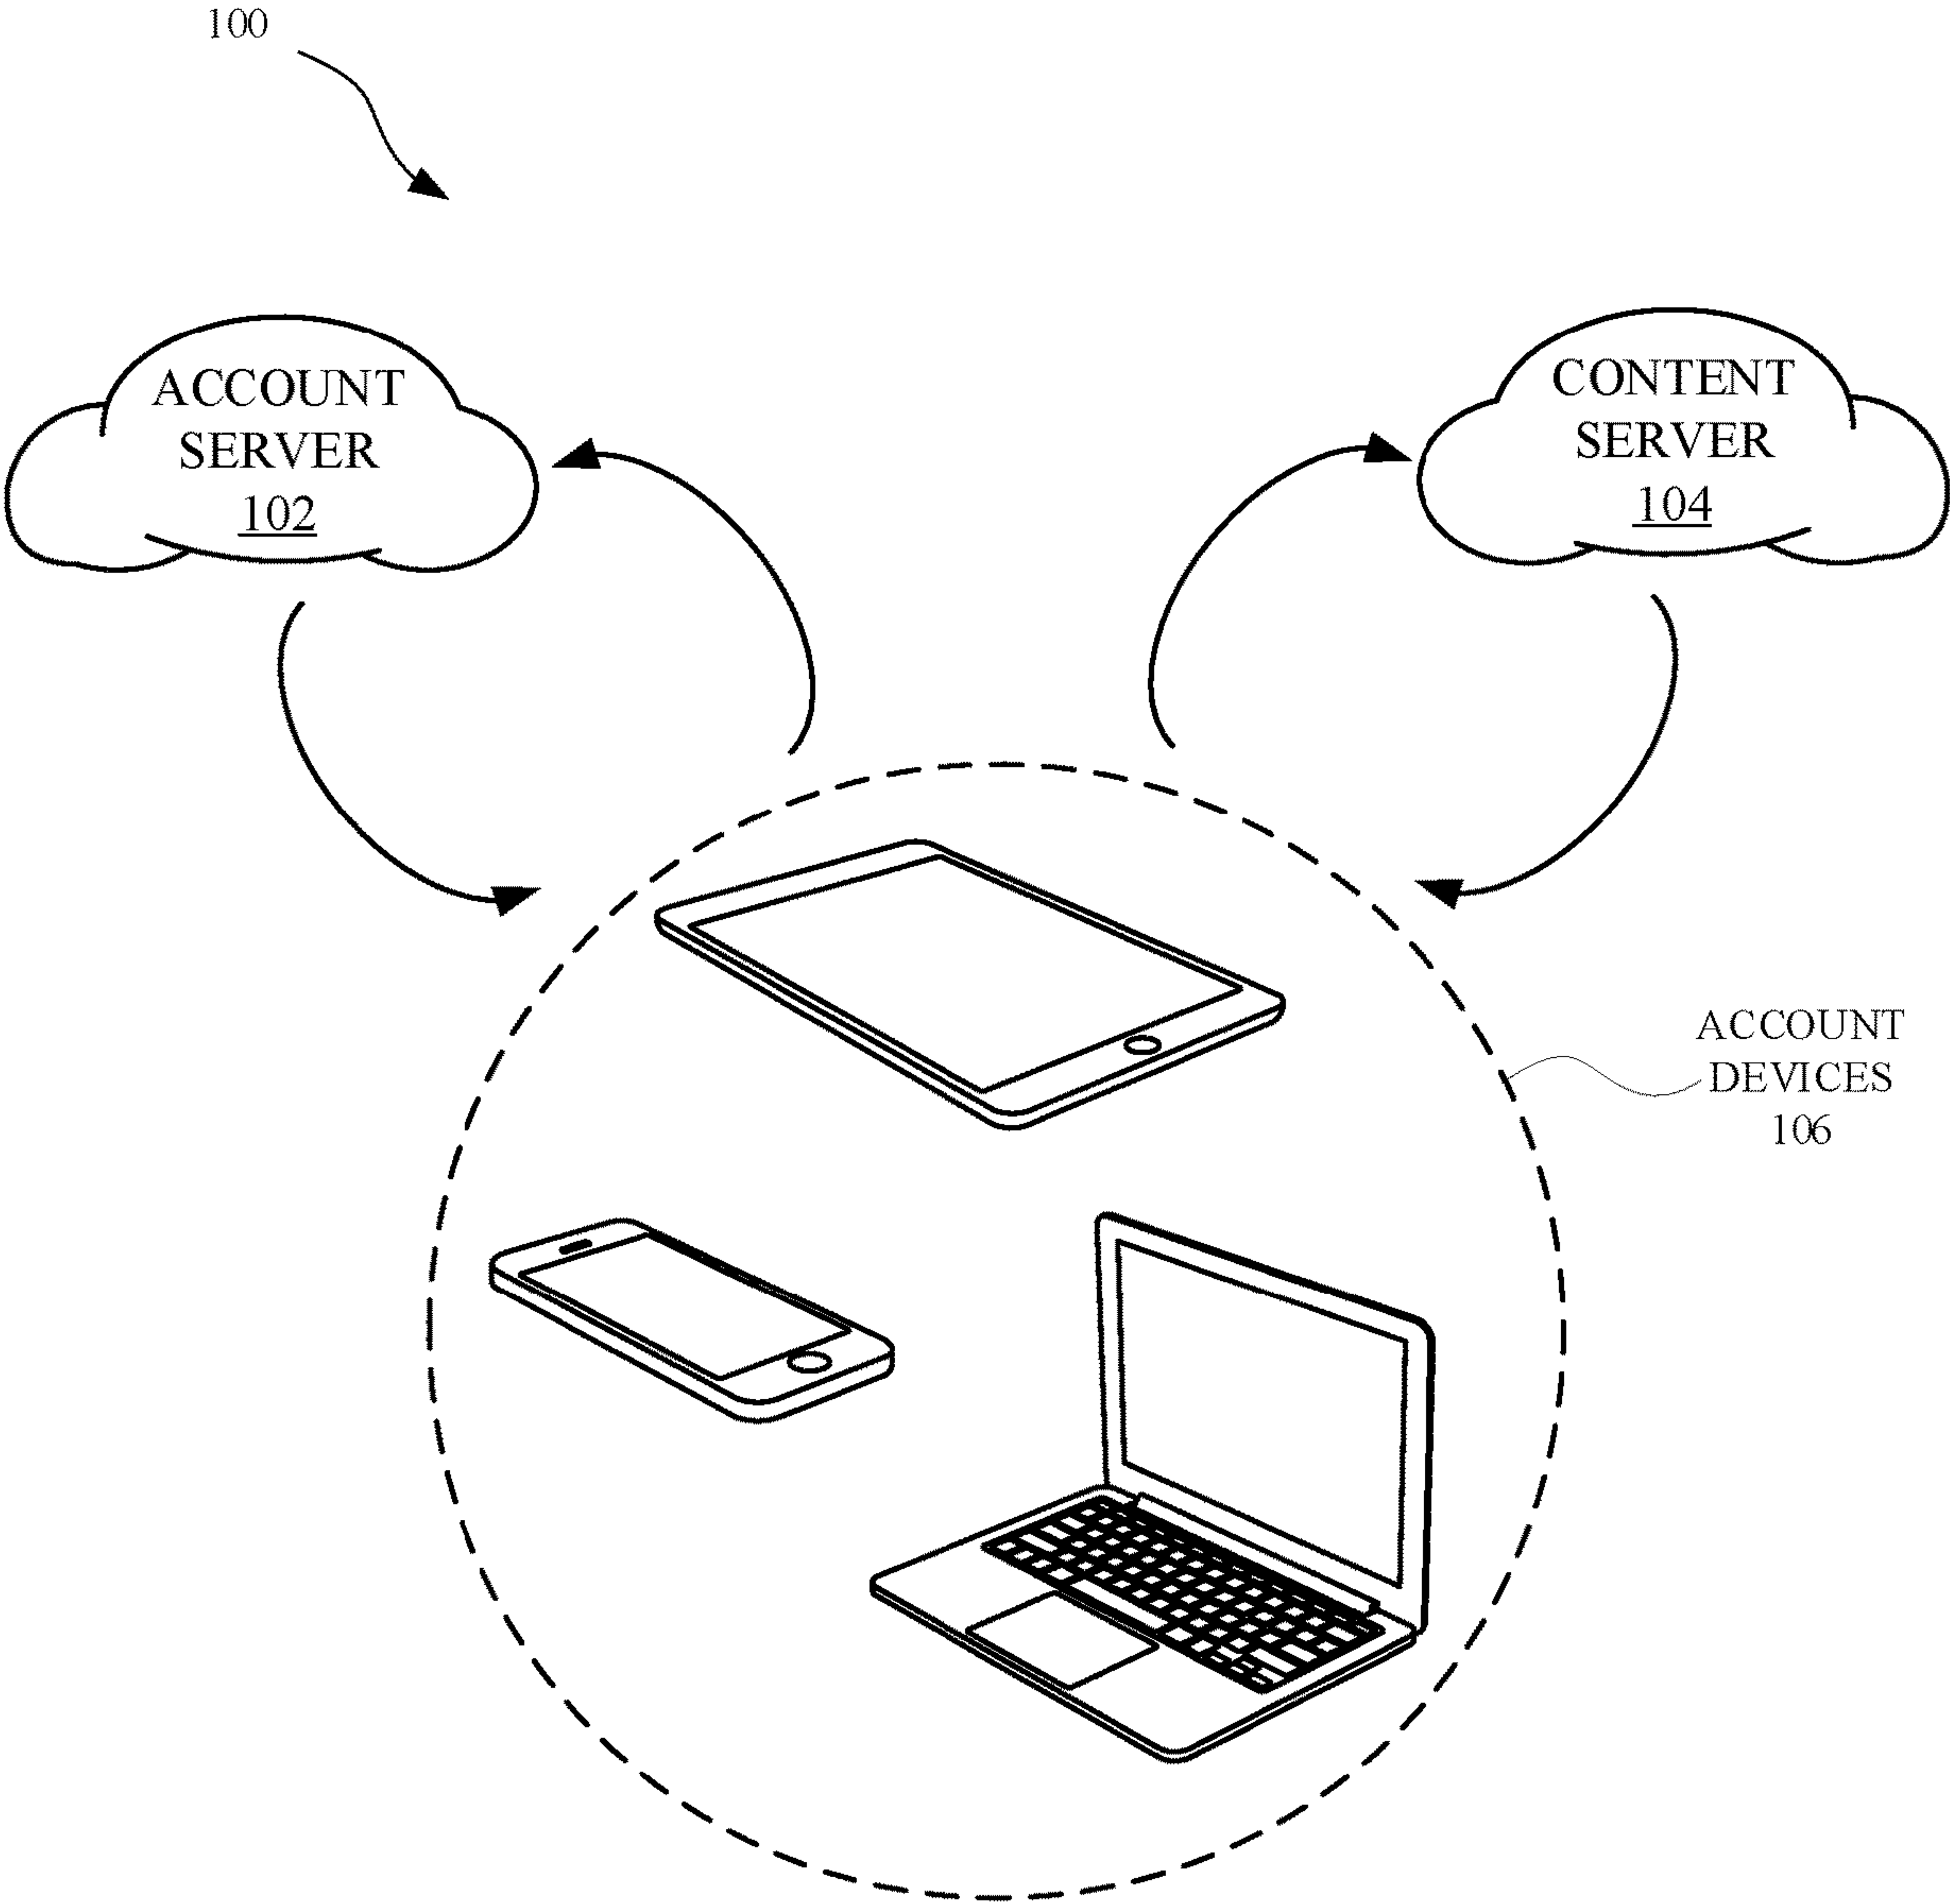 100
ACCOUNT
SERVER
102
CONTENT
SERVER
104
ACCOUNT
DEVICES
106